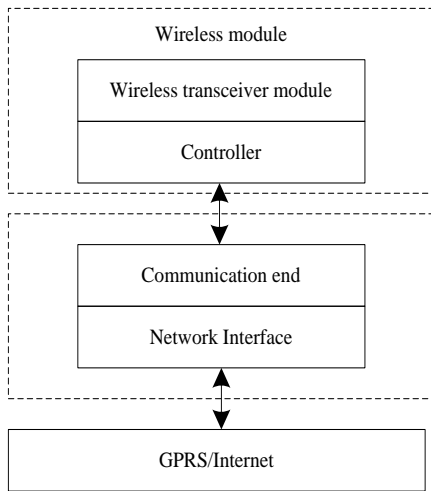 Wireless module
Wireless transceiver module
Controller
Communication end
Network Interface
GPRS/Internet